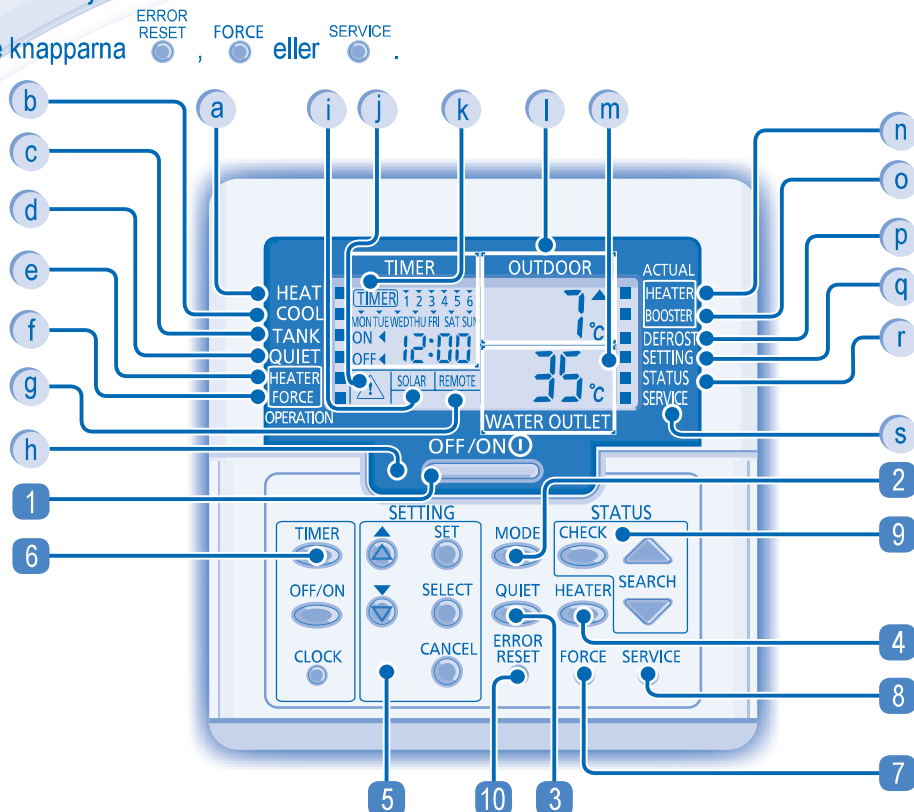 ERROR
RESET FORCE SERVICE
knapparna , eller .
b a i j k l m n
c o
d p
e q
f r
g s
h
TIMER OUTDOOR ACTUAL
HEAT TIMER 1 2 3 4 5 6 7 °C HEATER
COOL MON TUE WED THU FRI SAT SUN BOOSTER
TANK ON DEFROST
QUIET OFF 12:00 SETTING
HEATER SOLAR REMOTE 35 °C STATUS
FORCE SERVICE
OPERATION WATER OUTLET
OFF/ON
1 2
SETTING STATUS
6 TIMER SET MODE CHECK 9
OFF/ON SELECT QUIET HEATER SEARCH
4
CLOCK CANCEL ERROR
RESET FORCE SERVICE
8
7
5 10 3